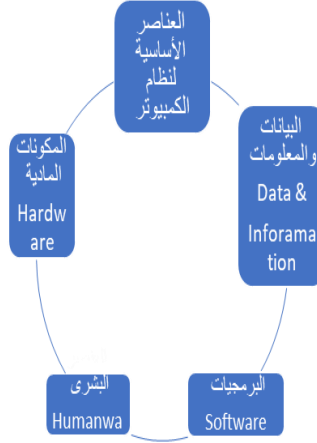 العناصر
الأساسية
لنظام
الكمبيوتر
البيانات
والمعلومات
Data &
Inforama
tion
البرمجيات
Software
البشرى
Humanwa
المكونات
المادية
Hardw
are